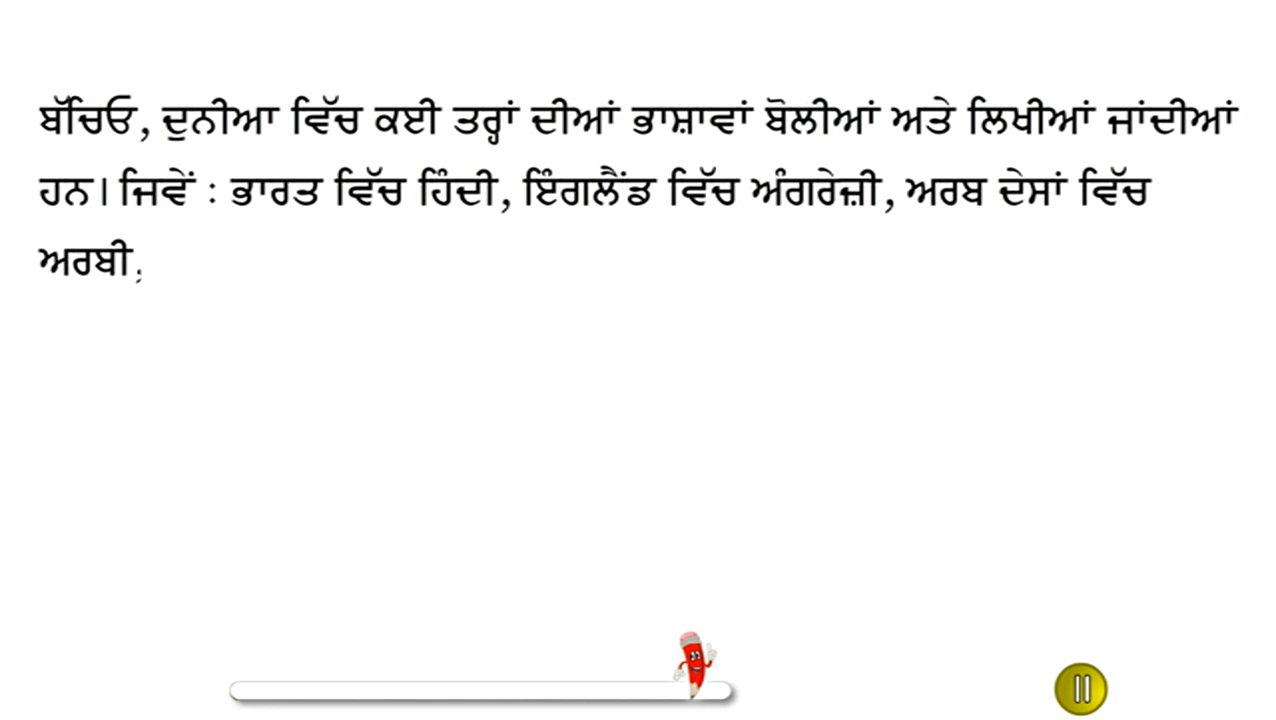 ਬੱਚਿਓ, ਦੁਨੀਆ ਵਿੱਚ ਕਈ ਤਰ੍ਹਾਂ ਦੀਆਂ ਭਾਸ਼ਾਵਾਂ ਬੋਲੀਆਂ ਅਤੇ ਲਿਖੀਆਂ ਜਾਂਦੀਆਂ
ਹਨ। ਜਿਵੇਂ : ਭਾਰਤ ਵਿੱਚ ਹਿੰਦੀ, ਇੰਗਲੈਂਡ ਵਿੱਚ ਅੰਗਰੇਜ਼ੀ, ਅਰਬ ਦੇਸਾਂ ਵਿੱਚ
ਅਰਬੀ,